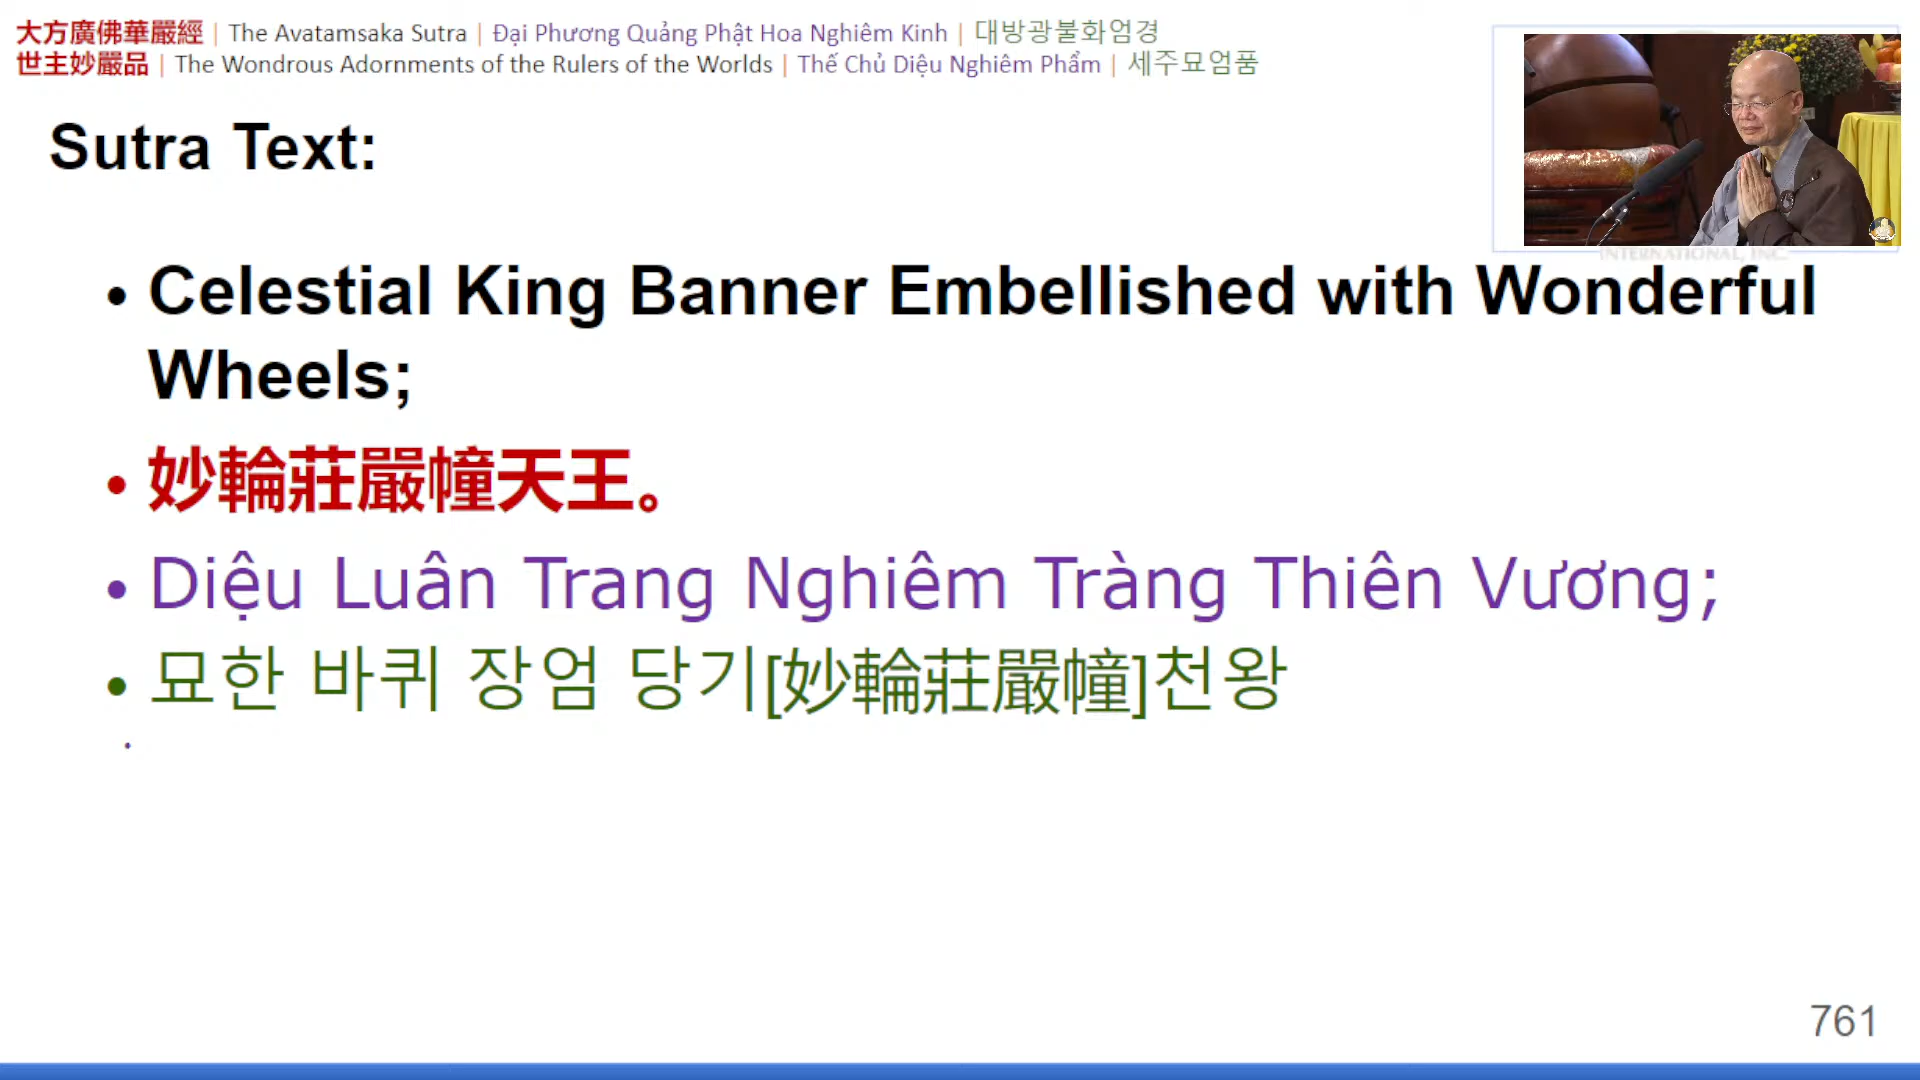 大方廣佛華嚴經 | The Avatamsaka Sutra | Đại Phương Quảng Phật Hoa Nghiêm Kinh | 대방광불화엄경
世主妙嚴品 | The Wondrous Adornments of the Rulers of the Worlds | Thế Chủ Diệu Nghiêm Phẩm | 세주묘엄품
Sutra Text:
INTERNATIONAL, INC.
• Celestial King Banner Embellished with Wonderful
Wheels;
• 妙輪莊嚴幢天王。
• Diệu Luân Trang Nghiêm Tràng Thiên Vương;
• 묘한 바퀴 장엄 당기[妙輪莊嚴幢]천왕
761